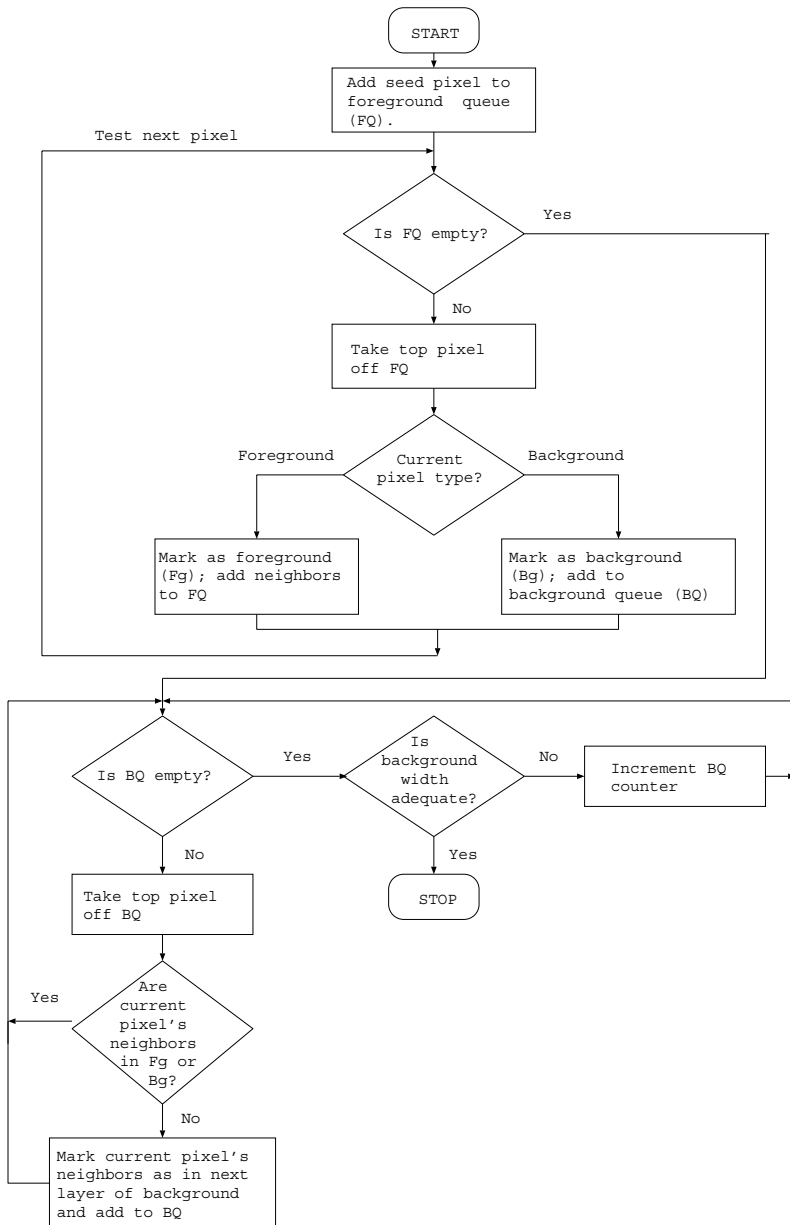 START
Add seed pixel to
foreground queue
(FQ).
Test next pixel
Is FQ empty?
Yes
No
Take top pixel
off FQ
Foreground
Current
pixel type?
Background
Mark as foreground
(Fg); add neighbors
to FQ
Mark as background
(Bg); add to
background queue (BQ)
Is BQ empty?
Yes
Is
background
width
adequate?
No
Increment BQ
counter
Yes
STOP
No
Take top pixel
off BQ
Yes
Are
current
pixel's
neighbors
in Fg or
Bg?
No
Mark current pixel's
neighbors as in next
layer of background
and add to BQ